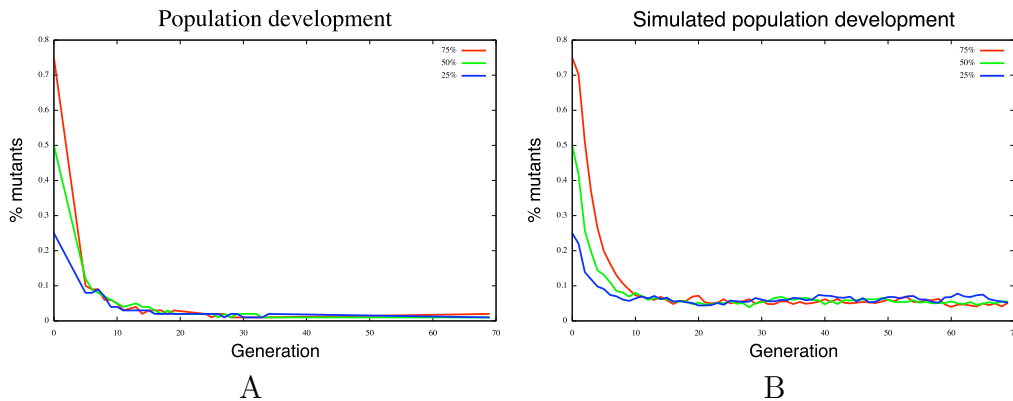 Population development
0.8
0.7
0.6
0.5
0.4
0.3
0.2
0.1
0
% mutants
75%
50%
25%
0 10 20 30 40 50 60 70
Generation
A
Simulated population development
0.8
0.7
0.6
0.5
0.4
0.3
0.2
0.1
0
% mutants
75%
50%
25%
0 10 20 30 40 50 60 7
Generation
B